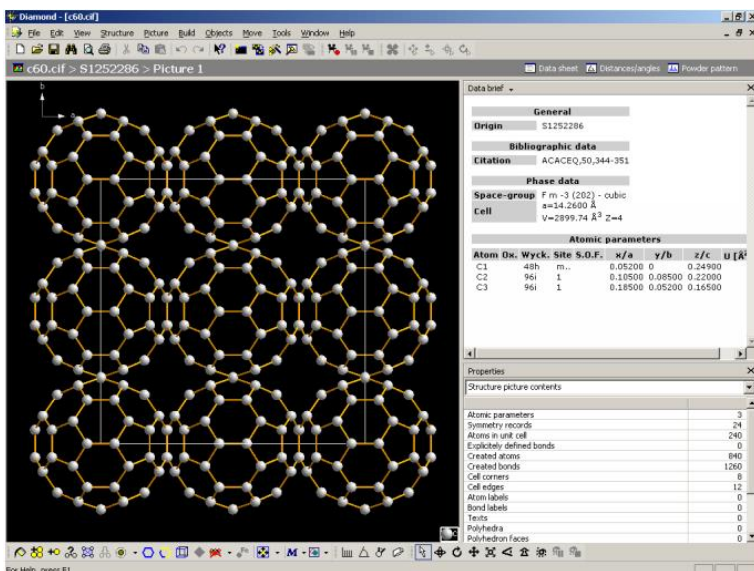 Diamond - [c60.cif]
File Edit View Structure Picture Build Objects Move Tools Window Help
c60.cif > S1252286 > Picture 1
Data sheet Distances/angles Powder pattern
b
a
Data brief
General
Origin S1252286
Bibliographic data
Citation ACACEQ,50,344-351
Phase data
Space-group F m -3 (202) - cubic
Cell a=14.2600 Å
V=2899.74 Å3 Z=4
Atomic parameters
Atom Ox. Wyck. Site S.O.F. x/a y/b z/c U [Å²
C1 48h m.. 0.05200 0 0.24900
C2 96i 1 0.10500 0.08500 0.22000
C3 96i 1 0.18500 0.05200 0.16500
Properties
Structure picture contents
Atomic parameters 3
Symmetry records 24
Atoms in unit cell 240
Explicitely defined bonds 0
Created atoms 840
Created bonds 1260
Cell corners 8
Cell edges 12
Atom labels 0
Bond labels 0
Texts 0
Polyhedra 0
Polyhedron faces 0
For Help, press F1